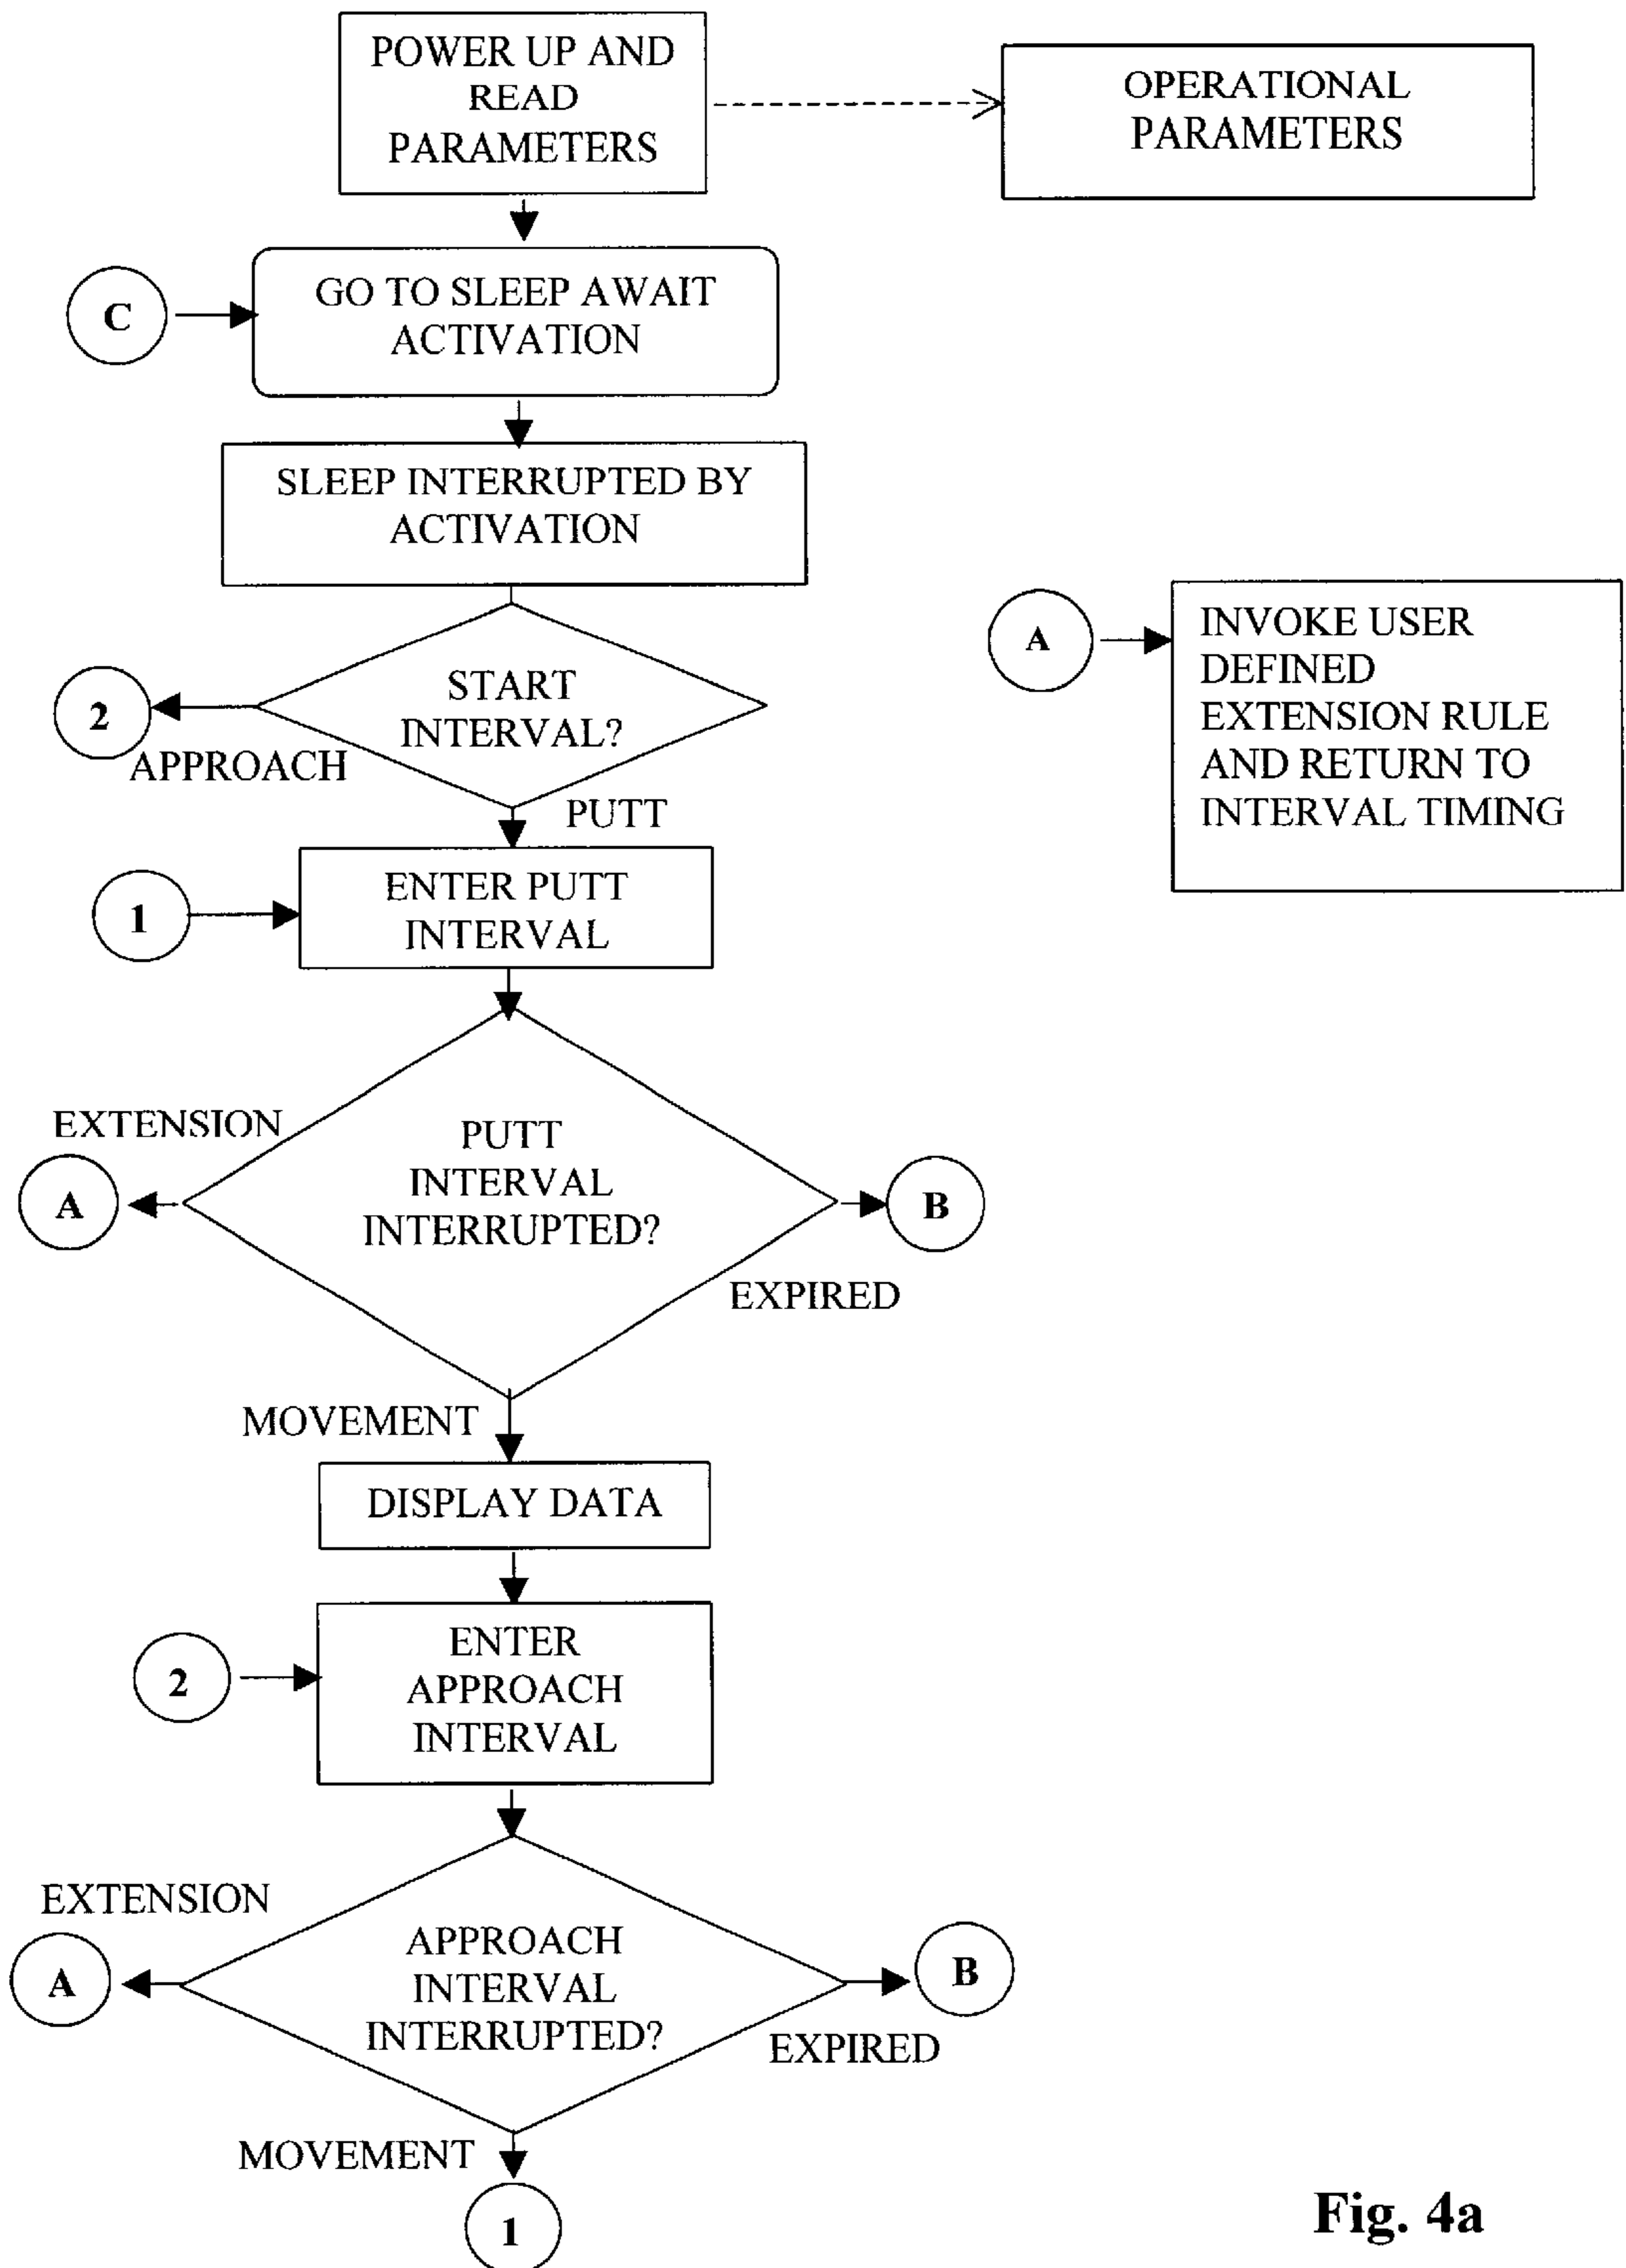 POWER UP AND
READ
PARAMETERS
OPERATIONAL
PARAMETERS
C
GO TO SLEEP AWAIT
ACTIVATION
SLEEP INTERRUPTED BY
ACTIVATION
START
INTERVAL?
2
APPROACH
PUTT
A
INVOKE USER
DEFINED
EXTENSION RULE
AND RETURN TO
INTERVAL TIMING
1
ENTER PUTT
INTERVAL
EXTENSION
A
PUTT
INTERVAL
INTERRUPTED?
B
EXPIRED
MOVEMENT
DISPLAY DATA
2
ENTER
APPROACH
INTERVAL
EXTENSION
A
APPROACH
INTERVAL
INTERRUPTED?
B
EXPIRED
MOVEMENT
1
Fig. 4a